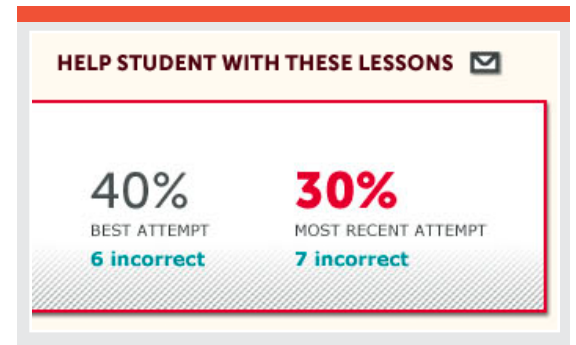 HELP STUDENT WITH THESE LESSONS
40%
BEST ATTEMPT
6 incorrect
30%
MOST RECENT ATTEMPT
7 incorrect